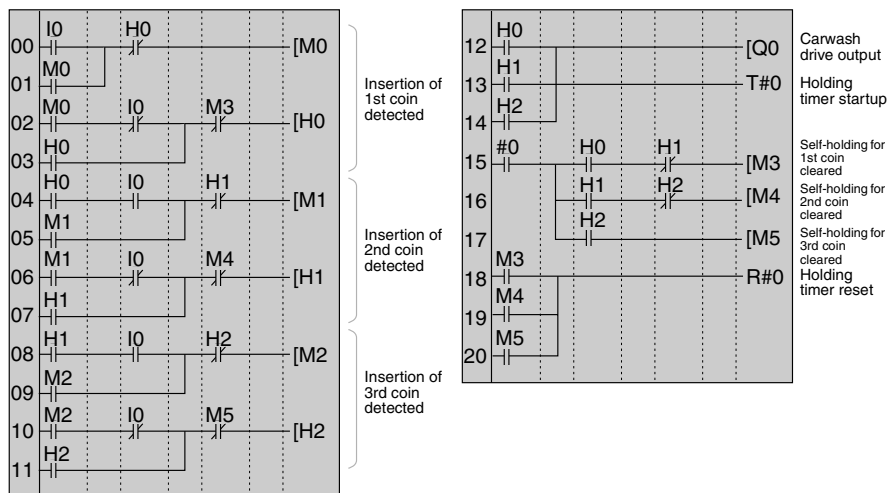 I0 H0
00 [M0
M0
01
M0 I0 M3
02 [H0
H0
03
Insertion of
1st coin
detected
H0 I0 H1
04 [M1
M1
05
M1 I0 M4
06 [H1
H1
07
Insertion of
2nd coin
detected
H1 I0 H2
08 [M2
M2
09
M2 I0 M5
10 [H2
H2
11
Insertion of
3rd coin
detected
H0
12 [Q0
Carwash
drive output
H1
13 T#0
Holding
timer startup
H2
14
#0 H0 H1
15 [M3
Self-holding for
1st coin
cleared
H1 H2
16 [M4
Self-holding for
2nd coin
cleared
H2
17 [M5
Self-holding for
3rd coin
cleared
M3
18 R#0
Holding
timer reset
M4
19
M5
20